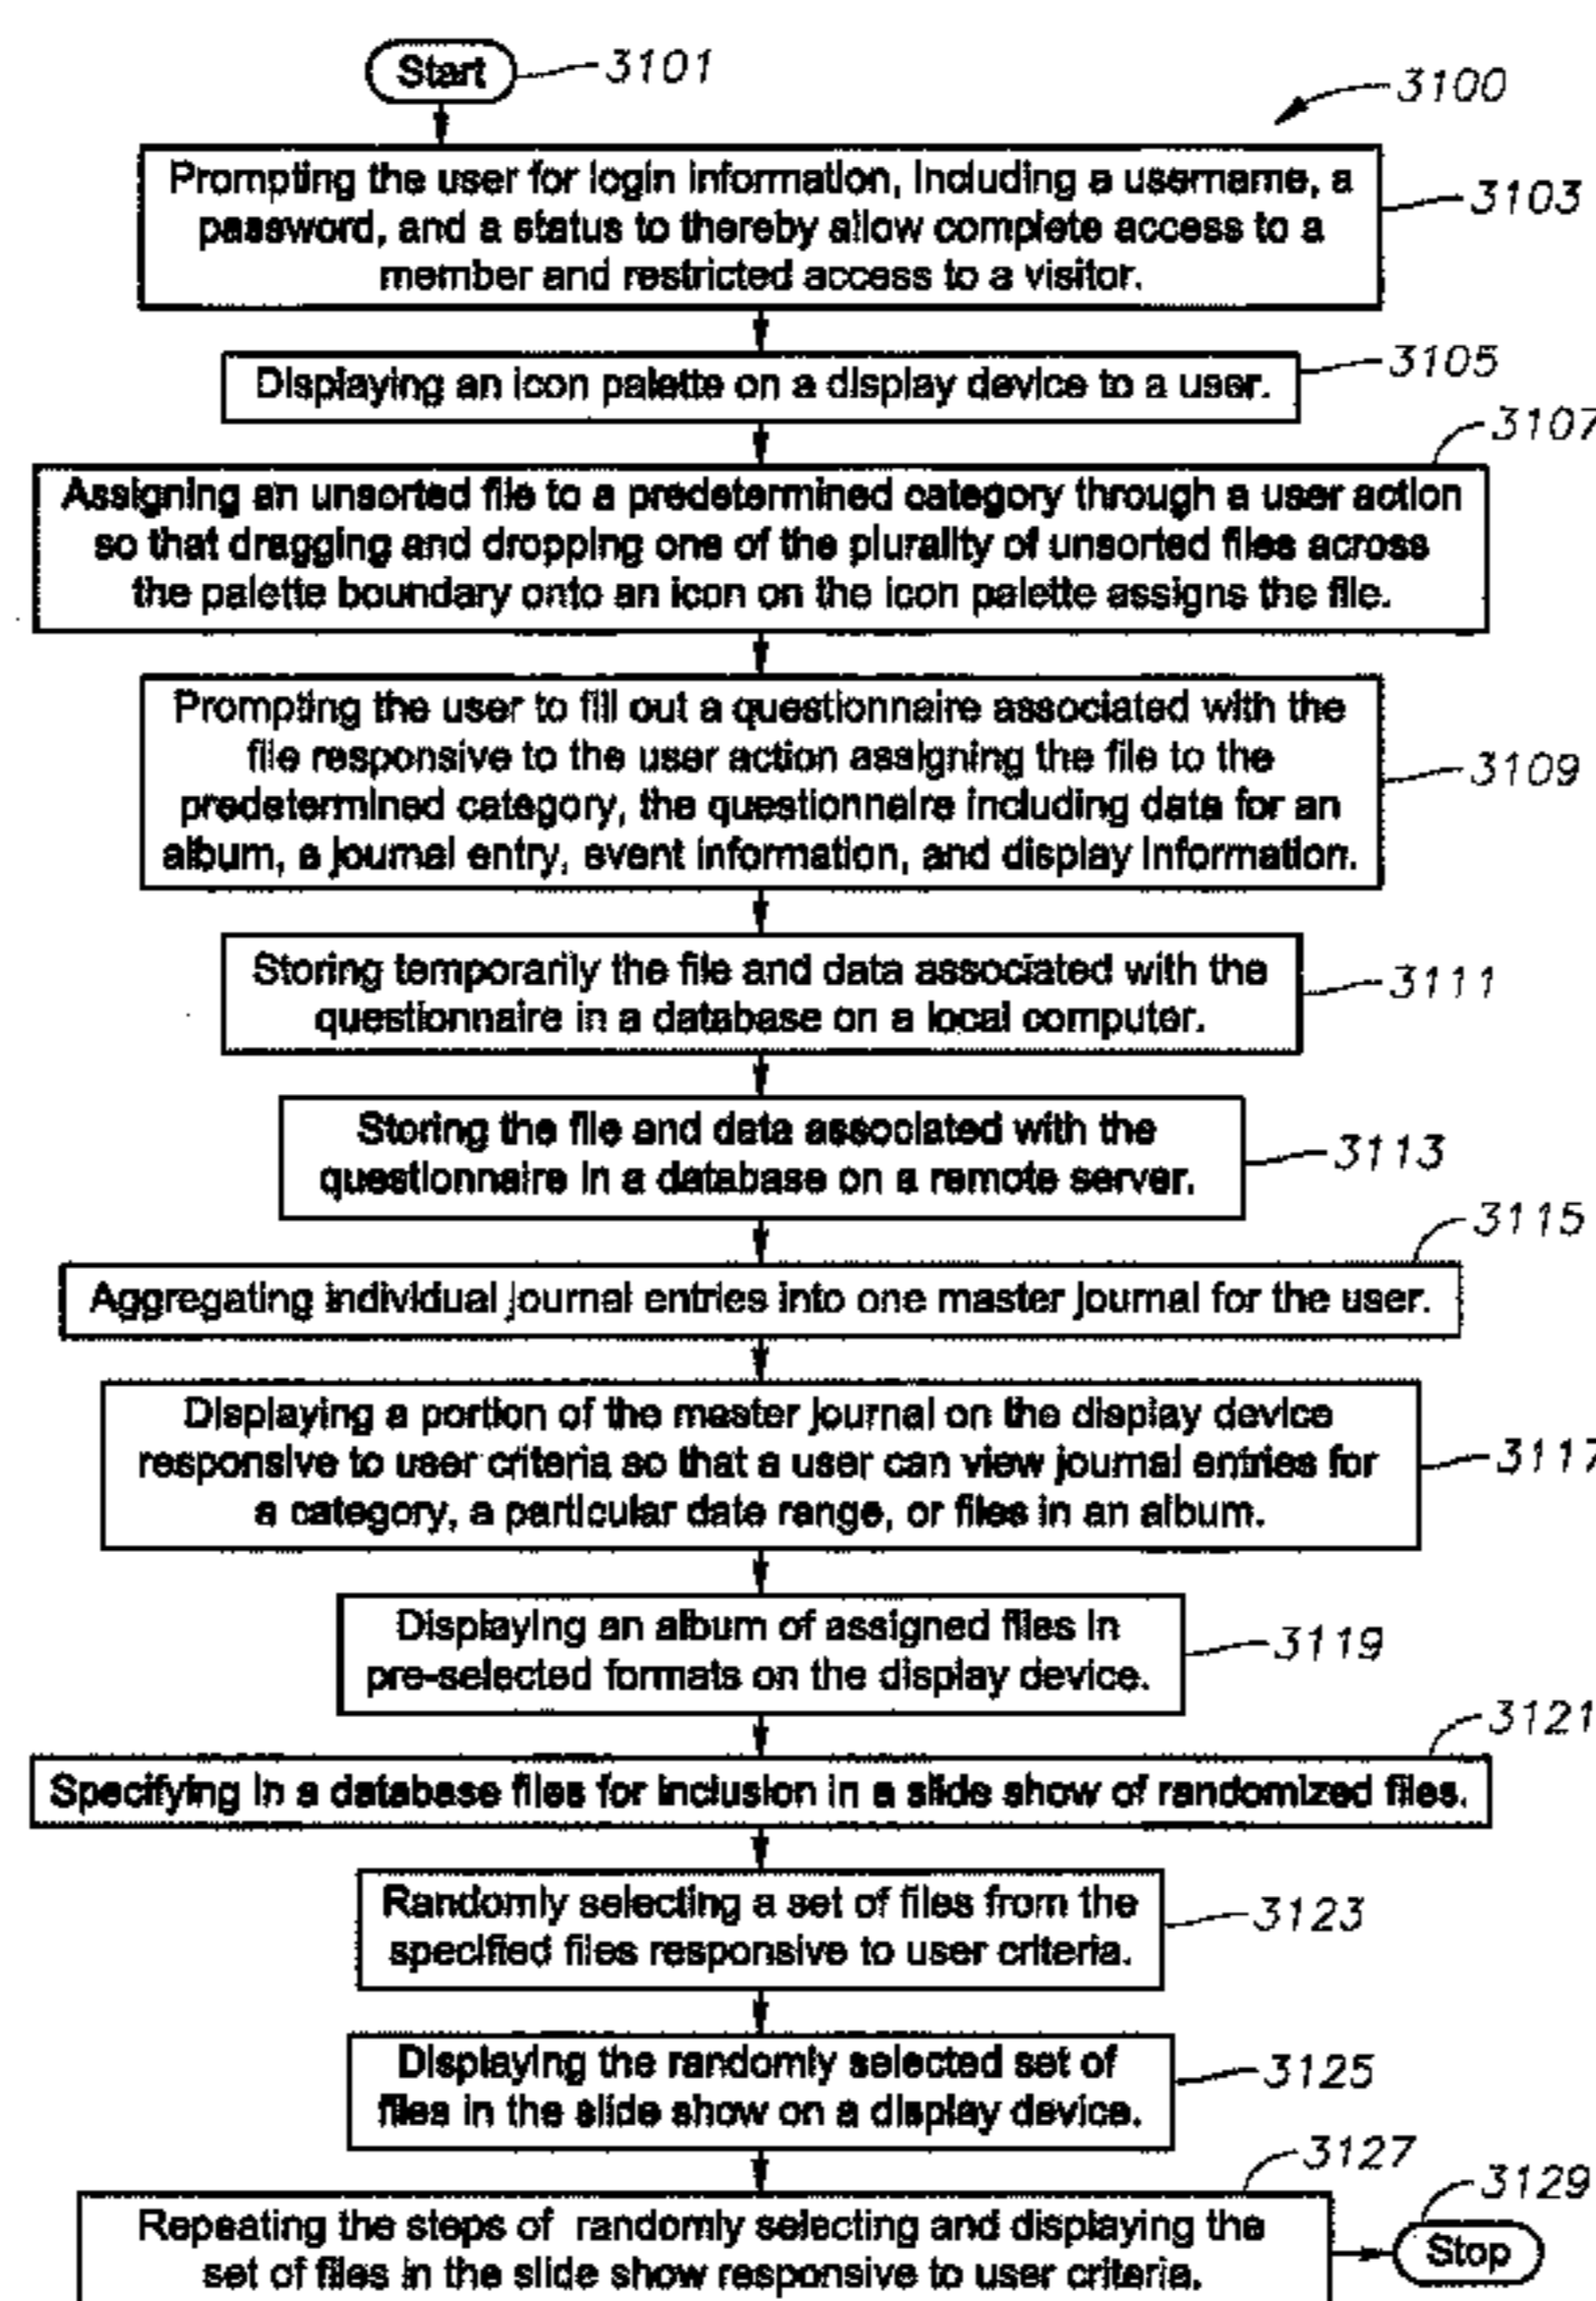 Start
3101
3100
Prompting the user for login information, including a username, a
password, and a status to thereby allow complete access to a
member and restricted access to a visitor.
3103
Displaying an icon palette on a display device to a user.
3105
3107
Assigning an unsorted file to a predetermined category through a user action
so that dragging and dropping one of the plurality of unsorted files across
the palette boundary onto an icon on the icon palette assigns the file.
Prompting the user to fill out a questionnaire associated with the
file responsive to the user action assigning the file to the
predetermined category, the questionnaire including data for an
album, a journal entry, event information, and display information.
3109
Storing temporarily the file and data associated with the
questionnaire in a database on a local computer.
3111
Storing the file and data associated with the
questionnaire in a database on a remote server.
3113
3115
Aggregating individual journal entries into one master journal for the user.
Displaying a portion of the master journal on the display device
responsive to user criteria so that a user can view journal entries for
a category, a particular date range, or files in an album.
3117
Displaying an album of assigned files in
pre-selected formats on the display device.
3119
3121
Specifying in a database files for inclusion in a slide show of randomized files.
Randomly selecting a set of files from the
specified files responsive to user criteria.
3123
Displaying the randomly selected set of
files in the slide show on a display device.
3125
3127
3129
Repeating the steps of randomly selecting and displaying the
set of files in the slide show responsive to user criteria.
Stop